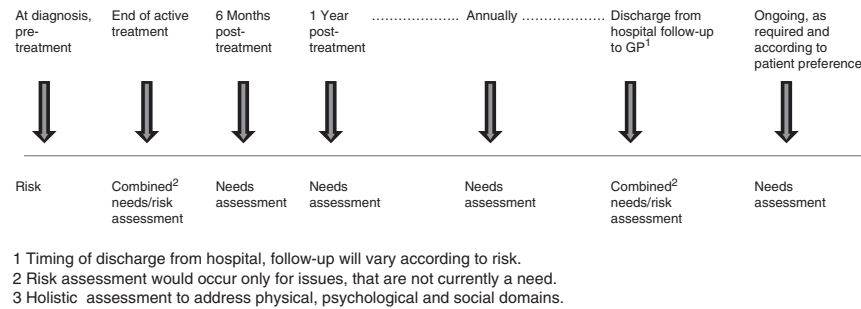 At diagnosis,
pre-
treatment
End of active
treatment
6 Months
post-
treatment
1 Year
post-
treatment
.................... Annually ....................
Discharge from
hospital follow-up
to GP1
Ongoing, as
required and
according to
patient preference
Risk
Combined2
needs/risk
assessment
Needs
assessment
Needs
assessment
Needs
assessment
Combined2
needs/risk
assessment
Needs
assessment
1 Timing of discharge from hospital, follow-up will vary according to risk.
2 Risk assessment would occur only for issues, that are not currently a need.
3 Holistic assessment to address physical, psychological and social domains.